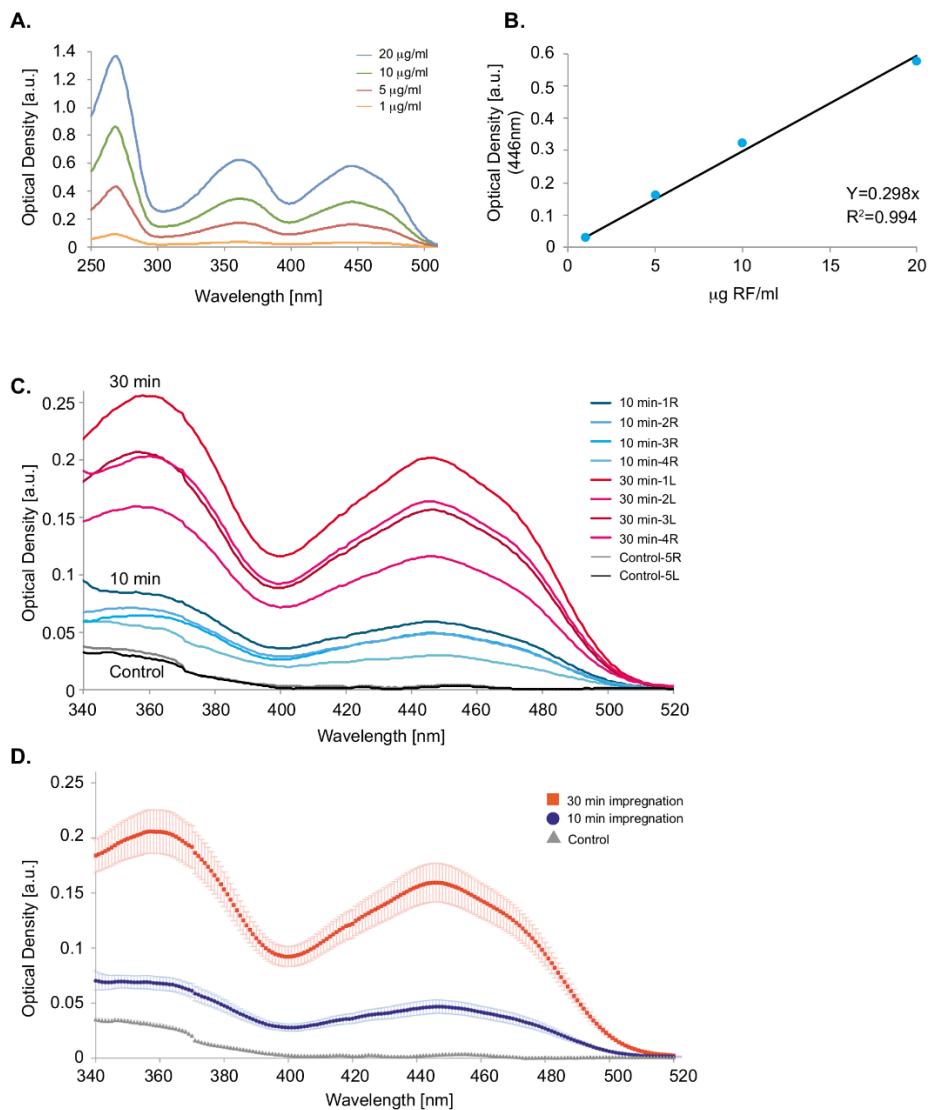 A.
Optical Density [a.u.]
1.4
1.2
1.0
0.8
0.6
0.4
0.2
0
250
300
350
400
450
500
Wavelength [nm]
20 µg/ml
10 µg/ml
5 µg/ml
1 µg/ml
B.
Optical Density [a.u.]
(446nm)
0.6
0.5
0.4
0.3
0.2
0.1
0
0
5
10
15
20
µg RF/ml
Y=0.298x
R²=0.994
C.
30 min
10 min
Control
Optical Density [a.u.]
0.25
0.2
0.15
0.1
0.05
0
340
360
380
400
420
440
460
480
500
520
Wavelength [nm]
10 min-1R
10 min-2R
10 min-3R
10 min-4R
30 min-1L
30 min-2L
30 min-3L
30 min-4R
Control-5R
Control-5L
D.
Optical Density [a.u.]
0.25
0.2
0.15
0.1
0.05
0
340
360
380
400
420
440
460
480
500
520
Wavelength [nm]
30 min impregnation
10 min impregnation
Control